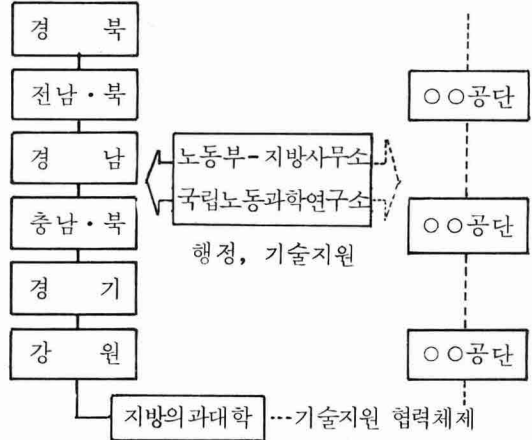 경 북
전남·북
경 남
충남·북
경 기
강 원
노동부-지방사무소
국립노동과학연구소
행정, 기술지원
○○공단
○○공단
○○공단
지방의과대학 …기술지원 협력체제